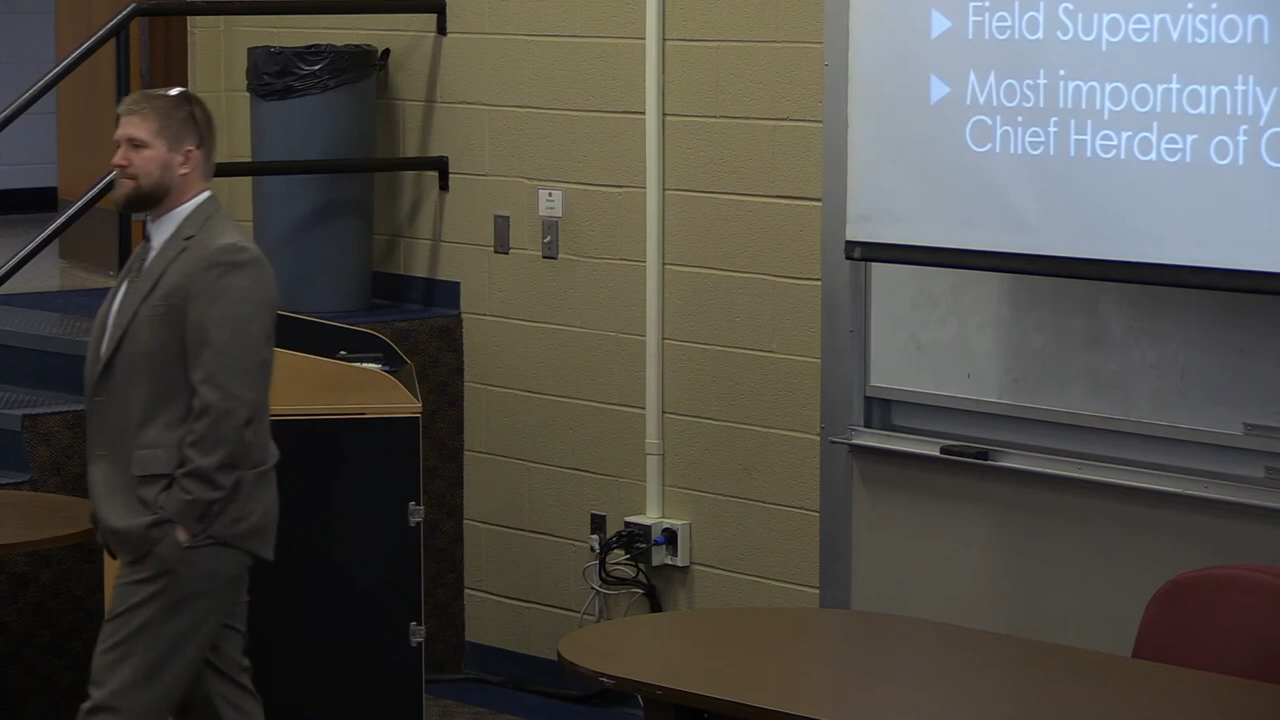 Field Supervision
Most importantly
Chief Herder of